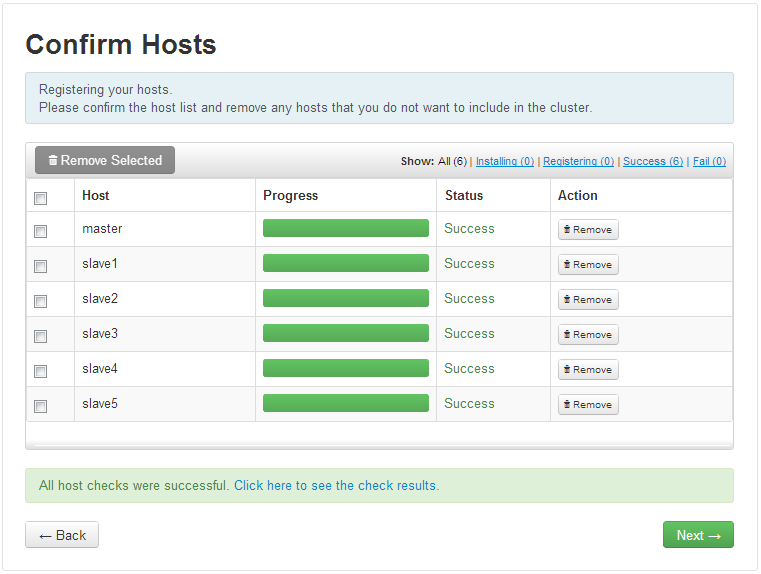 Confirm Hosts
Registering your hosts.
Please confirm the host list and remove any hosts that you do not want to include in the cluster.
Remove Selected Show: All (6) | Installing (0) | Registering (0) | Success (6) | Fail (0)
Host Progress Status Action
master Success Remove
slave1 Success Remove
slave2 Success Remove
slave3 Success Remove
slave4 Success Remove
slave5 Success Remove
All host checks were successful. Click here to see the check results.
← Back Next →